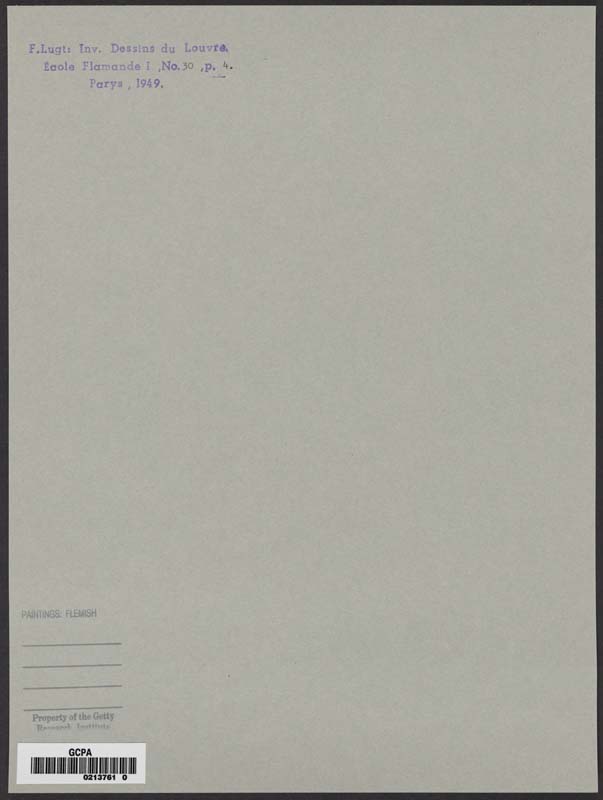 F.Lugt: Inv. Dessins du Louvre.
École Flamande I ,No.30 ,p. 4.
Parys , 1949.
PAINTINGS: FLEMISH
Property of the Getty
Research Institute
GCPA
0213761 0